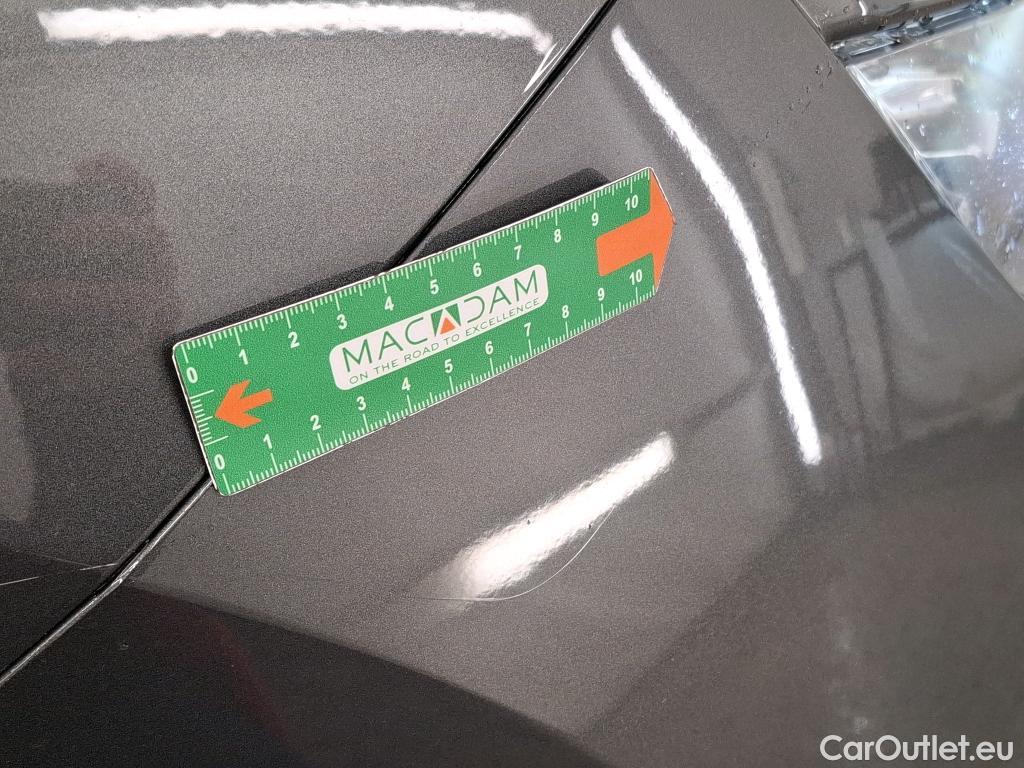 0 1 2 3 4 5 6 7 8 9 10
MACADAM
ON THE ROAD TO EXCELLENCE
0 1 2 3 4 5 6 7 8 9 10
CarOutlet.eu